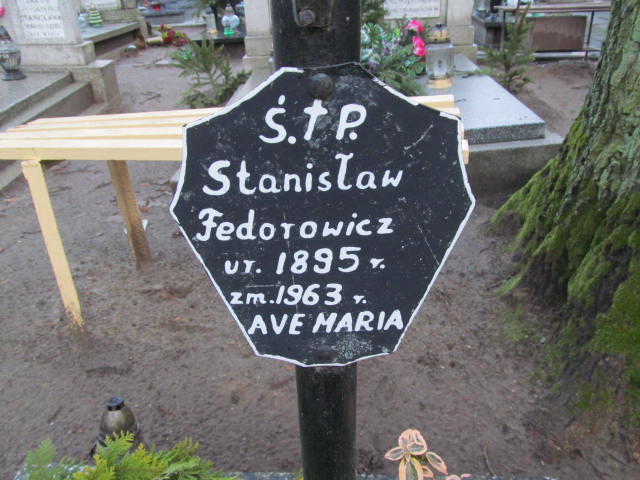 Ś.†P.
Stanisław
Fedorowicz
ur. 1895 r.
zm. 1963 r.
AVE MARIA